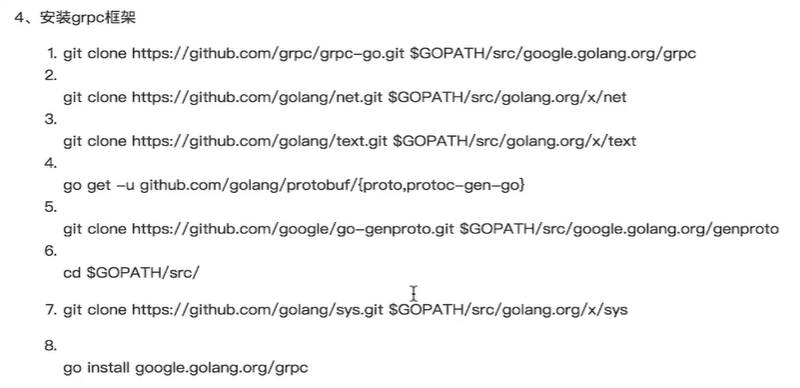 4、安装grpc框架
1. git clone https://github.com/grpc/grpc-go.git $GOPATH/src/google.golang.org/grpc
2.
git clone https://github.com/golang/net.git $GOPATH/src/golang.org/x/net
3.
git clone https://github.com/golang/text.git $GOPATH/src/golang.org/x/text
4.
go get -u github.com/golang/protobuf/{proto,protoc-gen-go}
5.
git clone https://github.com/google/go-genproto.git $GOPATH/src/google.golang.org/genproto
6.
cd $GOPATH/src/
7. git clone https://github.com/golang/sys.git $GOPATH/src/golang.org/x/sys
8.
go install google.golang.org/grpc